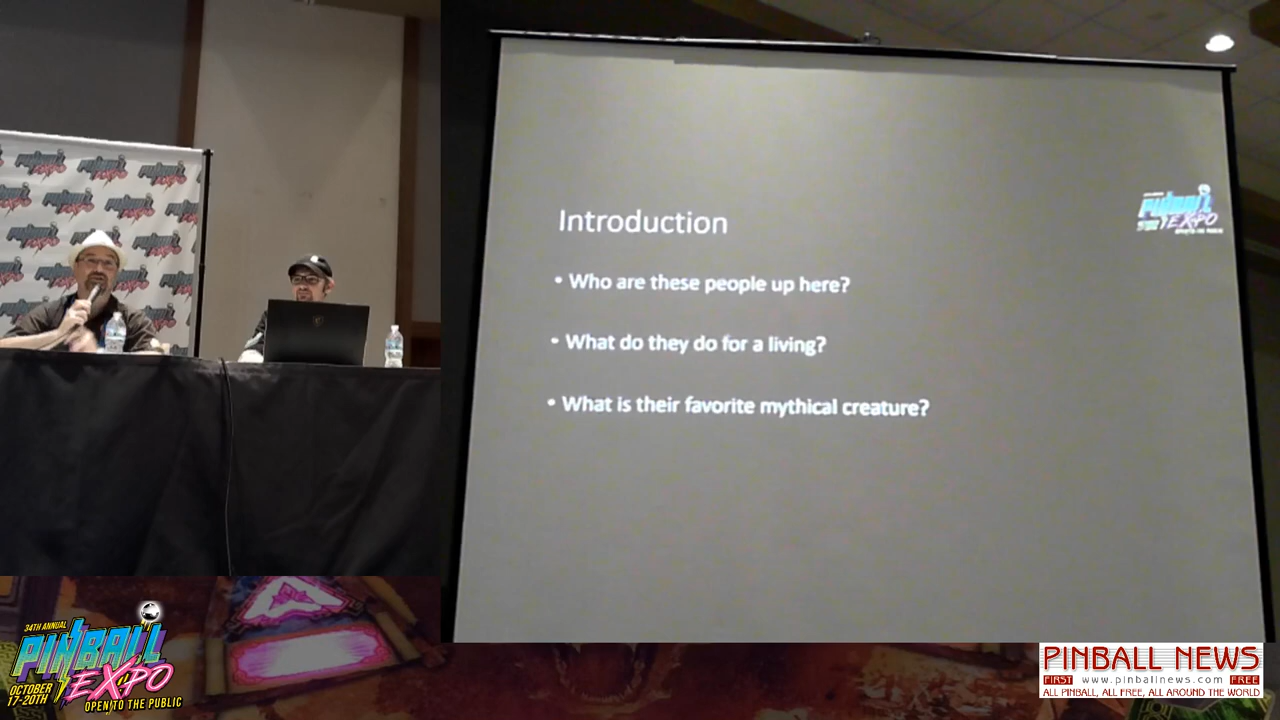 Introduction
• Who are these people up here?
• What do they do for a living?
• What is their favorite mythical creature?
PINBALL
EXPO
34TH ANNUAL
PINBALL
EXPO
OCTOBER
17-20TH
OPEN TO THE PUBLIC
PINBALL NEWS
FIRST www.pinballnews.com FREE
ALL PINBALL, ALL FREE, ALL AROUND THE WORLD